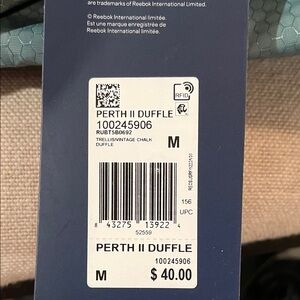 are trademarks of Reebok International Limited.
© Reebok International limitée.
Est une marque enregistrée de
Reebok International limitée.
RFID
PERTH II DUFFLE
100245906
RUBTSB0692
M
TRELLIS/VINTAGE CHALK
DUFFLE
156
UPC
8 43275 13922 4
52559
PERTH II DUFFLE
100245906
M
$ 40.00